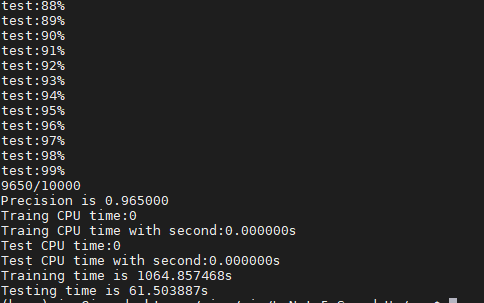 test:88%
test:89%
test:90%
test:91%
test:92%
test:93%
test:94%
test:95%
test:96%
test:97%
test:98%
test:99%
9650/10000
Precision is 0.965000
Traing CPU time:0
Traing CPU time with second:0.000000s
Test CPU time:0
Test CPU time with second:0.000000s
Training time is 1064.857468s
Testing time is 61.503887s